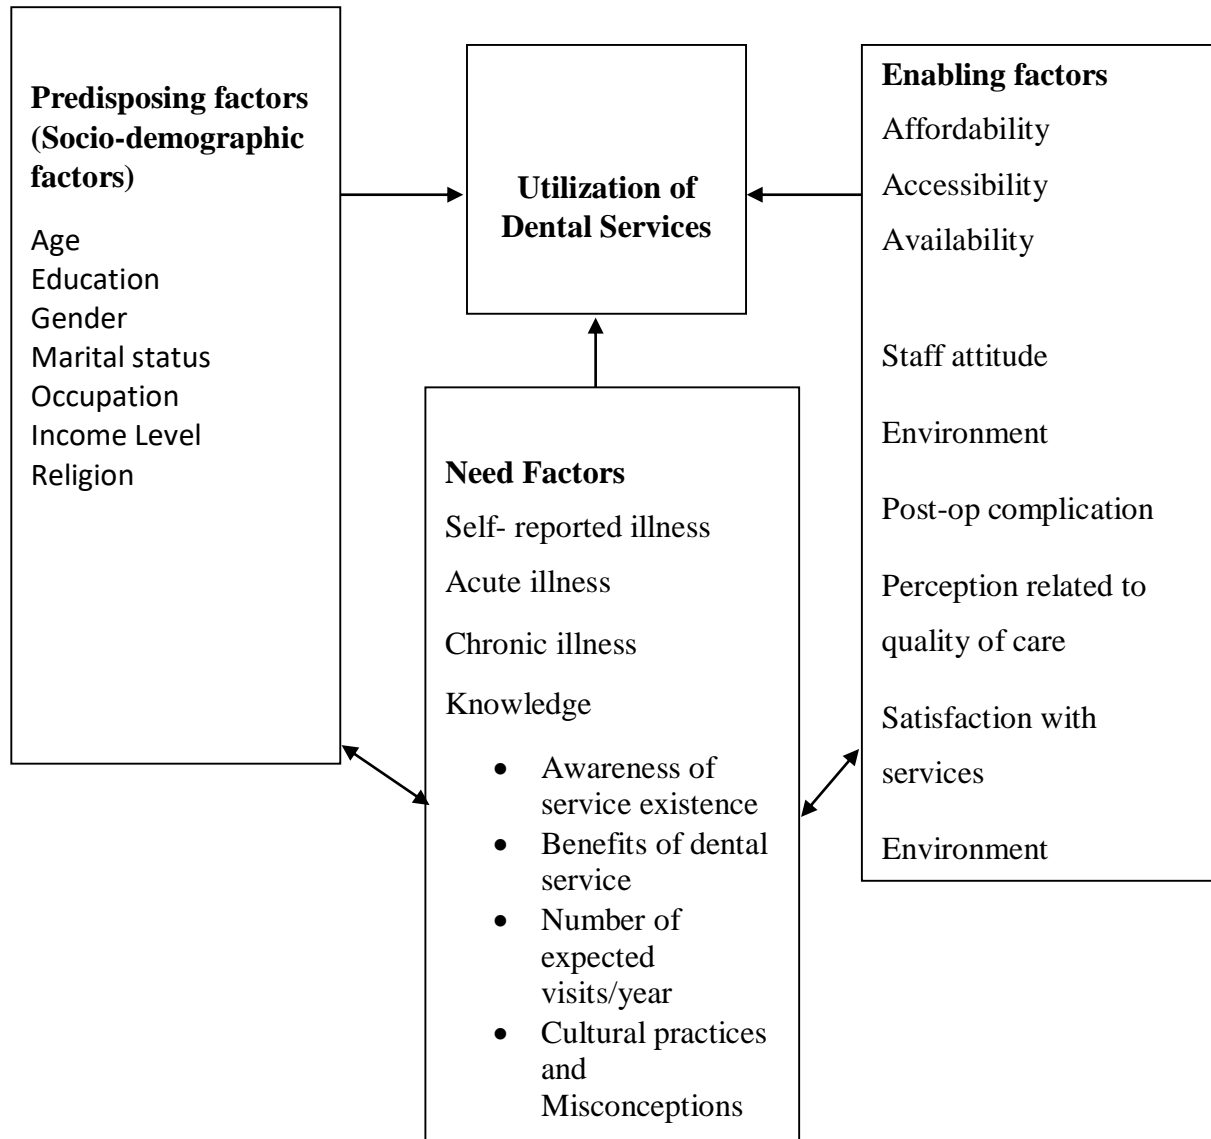 Predisposing factors
(Socio-demographic
factors)
Age
Education
Gender
Marital status
Occupation
Income Level
Religion
Utilization of
Dental Services
Enabling factors
Affordability
Accessibility
Availability
Staff attitude
Environment
Post-op complication
Perception related to
quality of care
Satisfaction with
services
Environment
Need Factors
Self- reported illness
Acute illness
Chronic illness
Knowledge
• Awareness of
service existence
• Benefits of dental
service
• Number of
expected
visits/year
• Cultural practices
and
Misconceptions